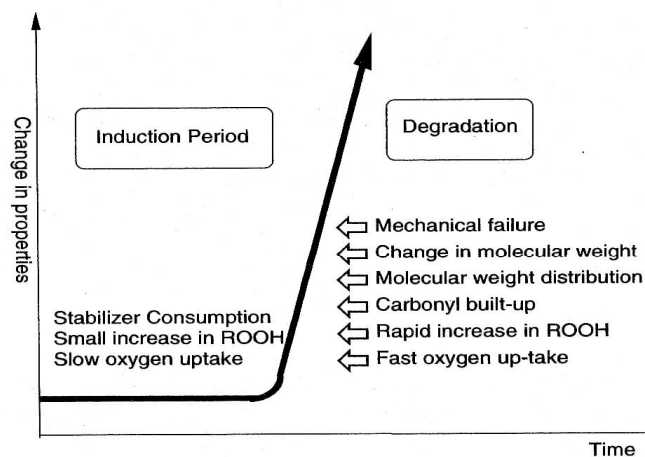 Change in properties
Induction Period
Degradation
Mechanical failure
Change in molecular weight
Molecular weight distribution
Carbonyl built-up
Rapid increase in ROOH
Fast oxygen up-take
Stabilizer Consumption
Small increase in ROOH
Slow oxygen uptake
Time